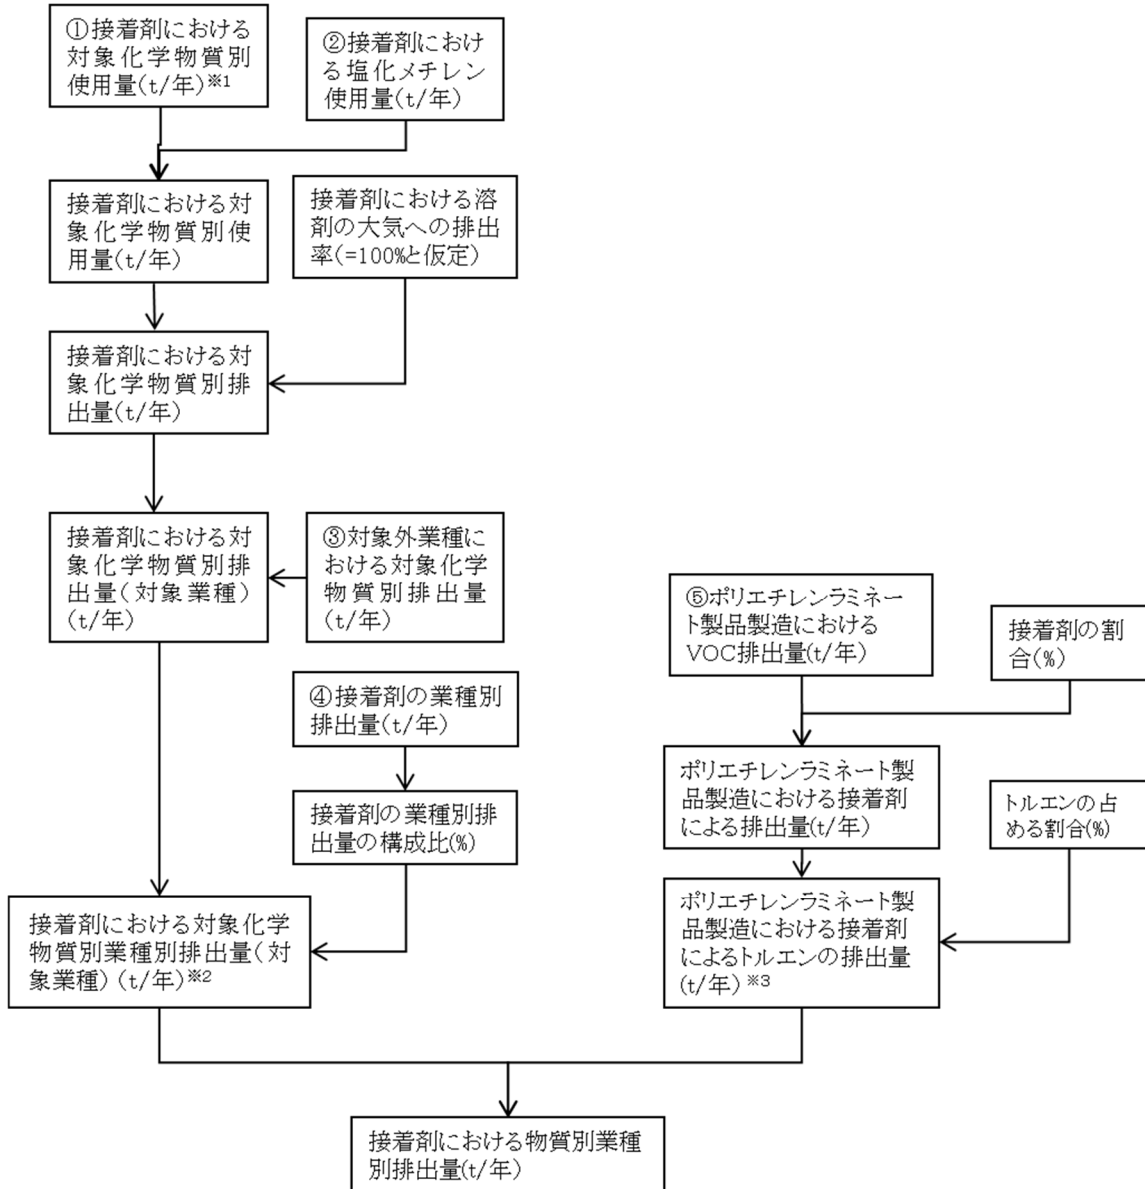 ①接着剤における
対象化学物質別
使用量(t/年)※1
②接着剤におけ
る塩化メチレン
使用量(t/年)
接着剤における対
象化学物質別使
用量(t/年)
接着剤における溶
剤の大気への排出
率(=100%と仮定)
接着剤における対
象化学物質別排
出量(t/年)
接着剤における対
象化学物質別排
出量(対象業種)
(t/年)
③対象外業種に
おける対象化学
物質別排出量
(t/年)
④接着剤の業種別
排出量(t/年)
接着剤の業種別排
出量の構成比(%)
接着剤における対象化学
物質別業種別排出量(対
象業種)(t/年)※2
⑤ポリエチレンラミネー
ト製品製造における
VOC排出量(t/年)
接着剤の割
合(%)
ポリエチレンラミネート製
品製造における接着剤
による排出量(t/年)
トルエンの占
める割合(%)
ポリエチレンラミネート製
品製造における接着剤
によるトルエンの排出量
(t/年)※3
接着剤における物質別業種
別排出量(t/年)